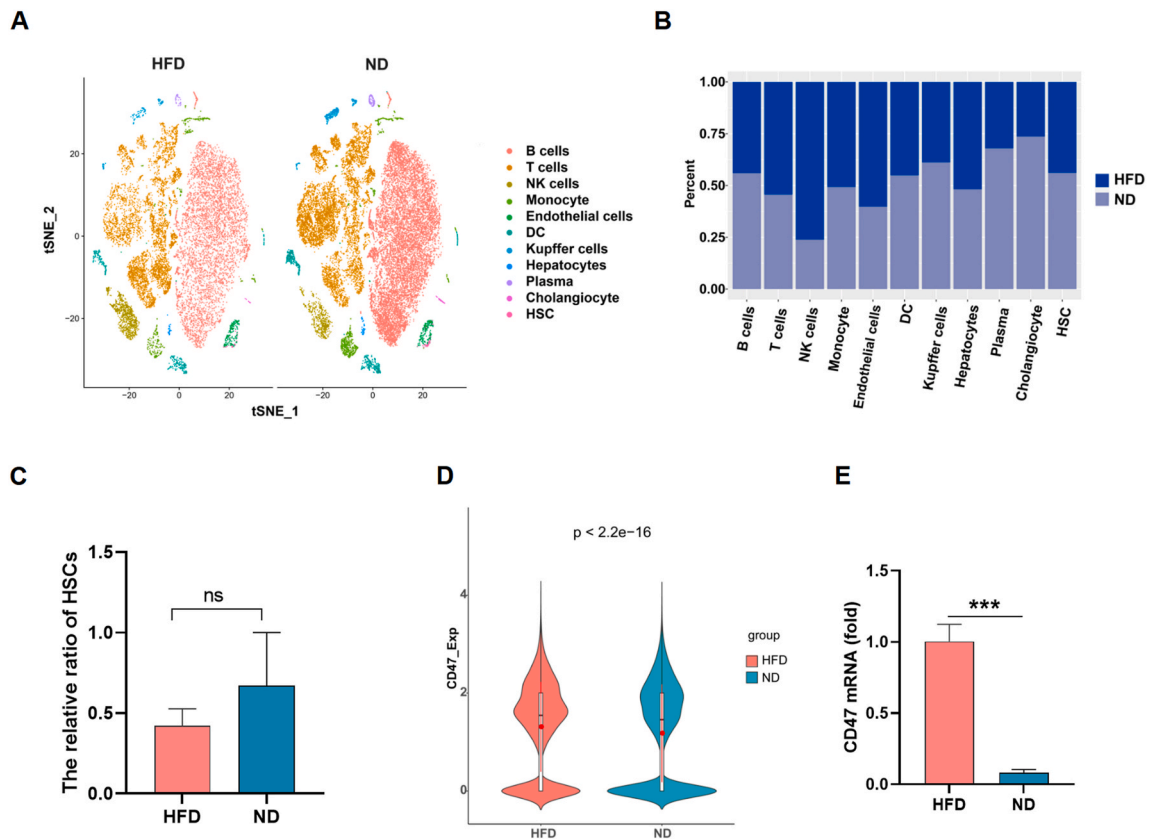 A
HFD
ND
tSNE_2
20
0
−20
−20
0
20
−20
0
20
tSNE_1
B cells
T cells
NK cells
Monocyte
Endothelial cells
DC
Kupffer cells
Hepatocytes
Plasma
Cholangiocyte
HSC
B
Percent
1.00
0.75
0.50
0.25
0.00
B cells
T cells
NK cells
Monocyte
Endothelial cells
DC
Kupffer cells
Hepatocytes
Plasma
Cholangiocyte
HSC
HFD
ND
C
The relative ratio of HSCs
1.5
1.0
0.5
0.0
ns
HFD
ND
D
p < 2.2e−16
CD47_Exp
4
2
0
HFD
ND
group
HFD
ND
E
CD47 mRNA (fold)
1.5
1.0
0.5
0.0
***
HFD
ND